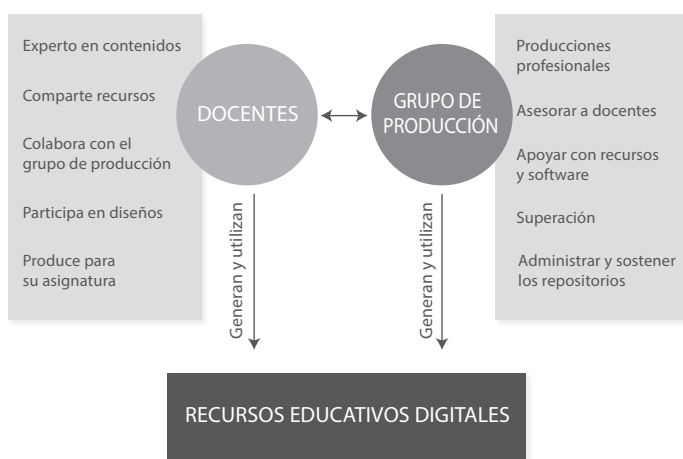 Experto en contenidos
Comparte recursos
Colabora con el
grupo de producción
Participa en diseños
Produce para
su asignatura
DOCENTES
GRUPO DE
PRODUCCIÓN
Producciones
profesionales
Asesorar a docentes
Apoyar con recursos
y software
Superación
Administrar y sostener
los repositorios
Generan y utilizan
Generan y utilizan
RECURSOS EDUCATIVOS DIGITALES